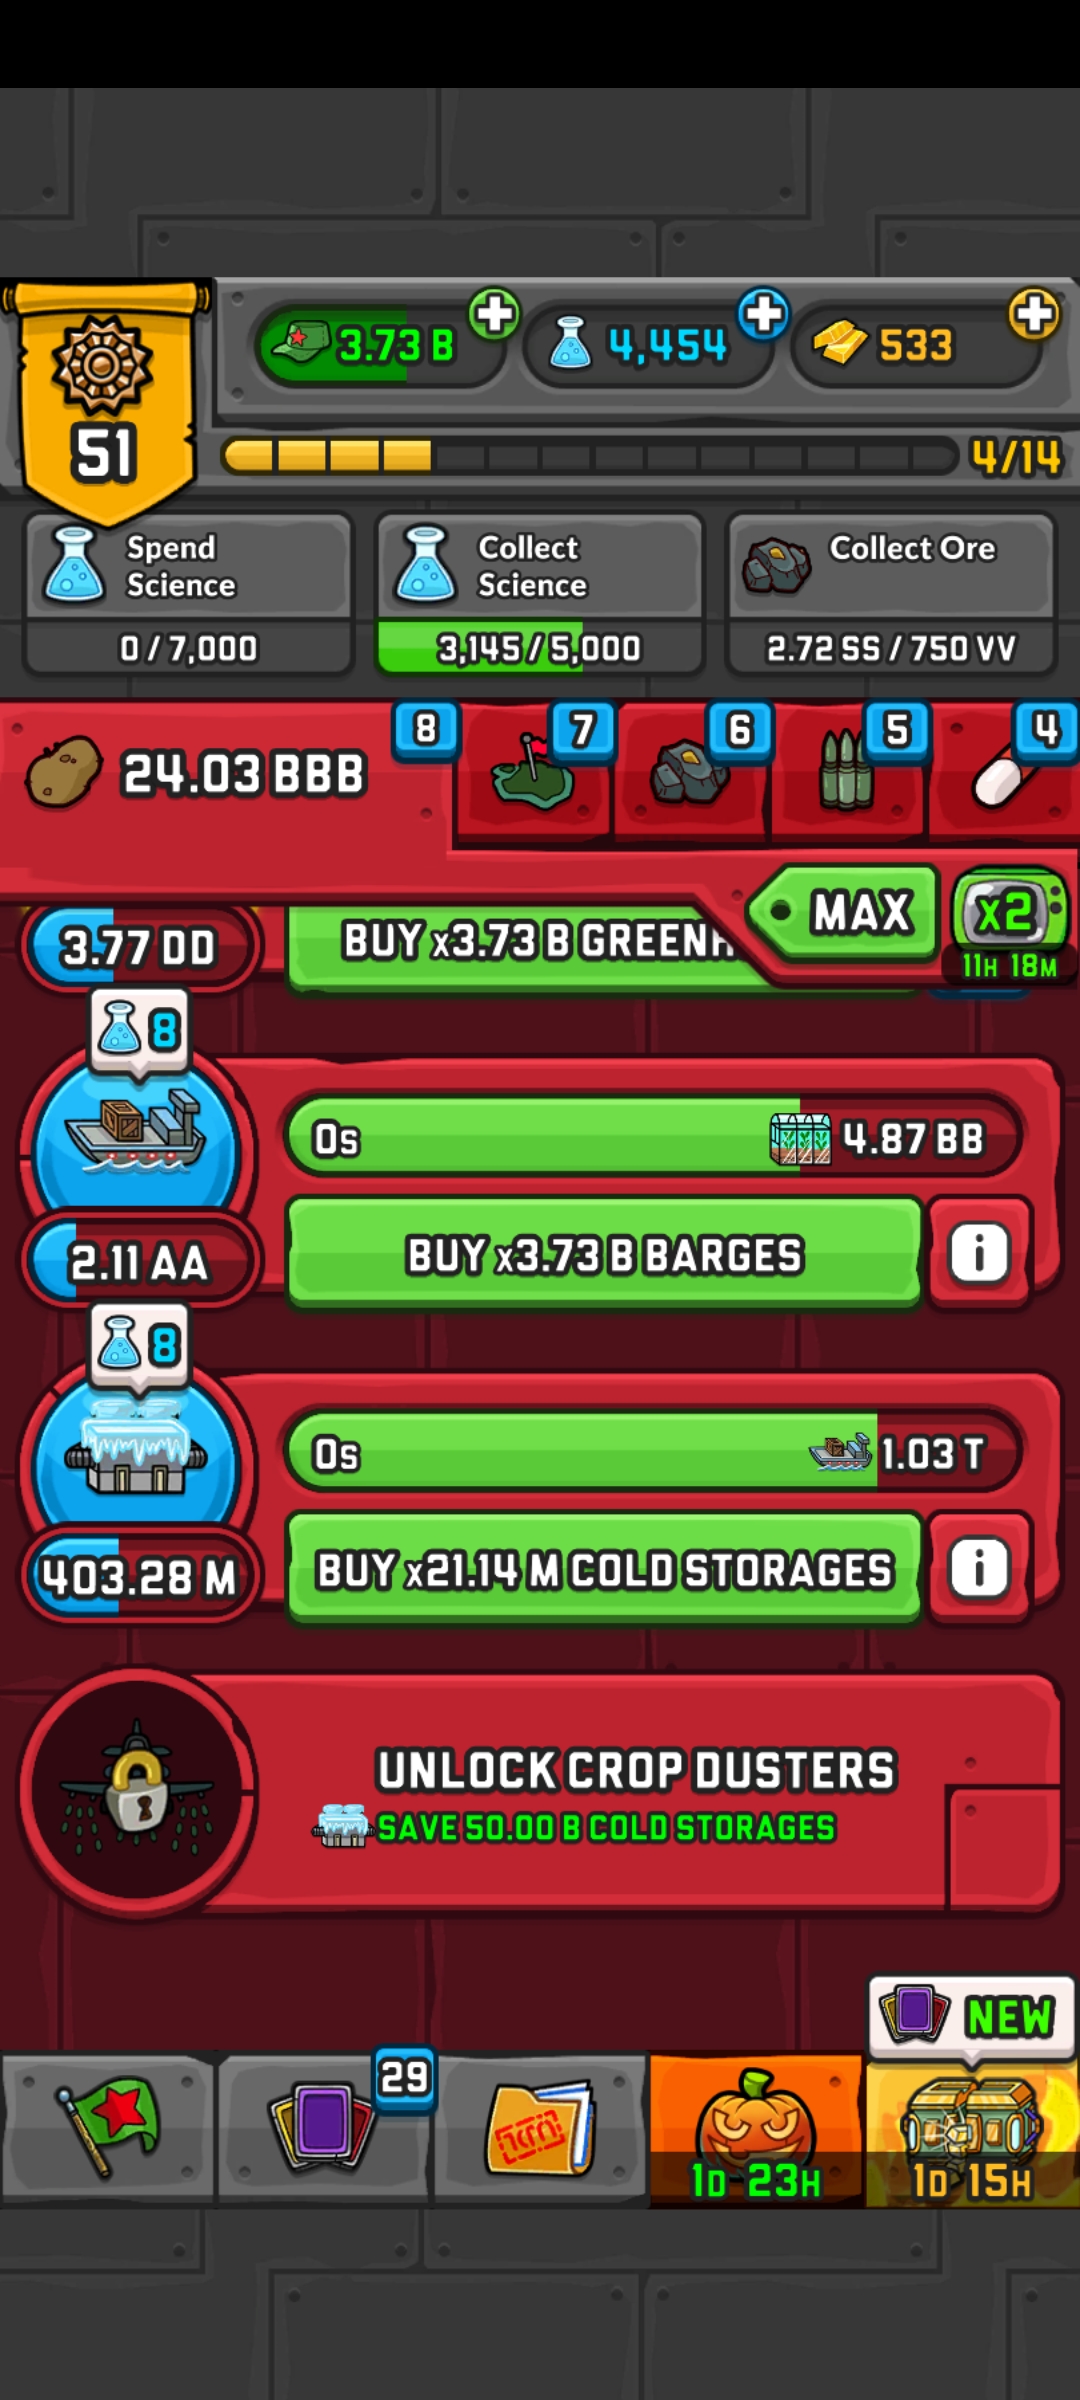 51
3.73 B
4,454
533
4/14
Spend
Science
0 / 7,000
Collect
Science
3,145 / 5,000
Collect Ore
2.72 SS / 750 VV
24.03 BBB
8
7
6
5
4
MAX
x2
11H 18M
3.77 DD
BUY x3.73 B GREENH
8
0s
4.87 BB
2.11 AA
BUY x3.73 B BARGES
i
8
0s
1.03 T
403.28 M
BUY x21.14 M COLD STORAGES
i
UNLOCK CROP DUSTERS
SAVE 50.00 B COLD STORAGES
NEW
29
1D 23H
1D 15H